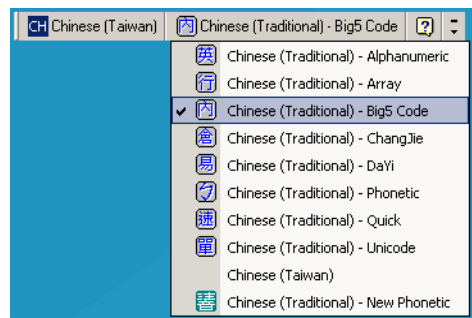 CH Chinese (Taiwan) 内 Chinese (Traditional) - Big5 Code
英 Chinese (Traditional) - Alphanumeric
行 Chinese (Traditional) - Array
内 Chinese (Traditional) - Big5 Code
倉 Chinese (Traditional) - ChangJie
易 Chinese (Traditional) - DaYi
ㄅ Chinese (Traditional) - Phonetic
速 Chinese (Traditional) - Quick
單 Chinese (Traditional) - Unicode
Chinese (Taiwan)
Chinese (Traditional) - New Phonetic